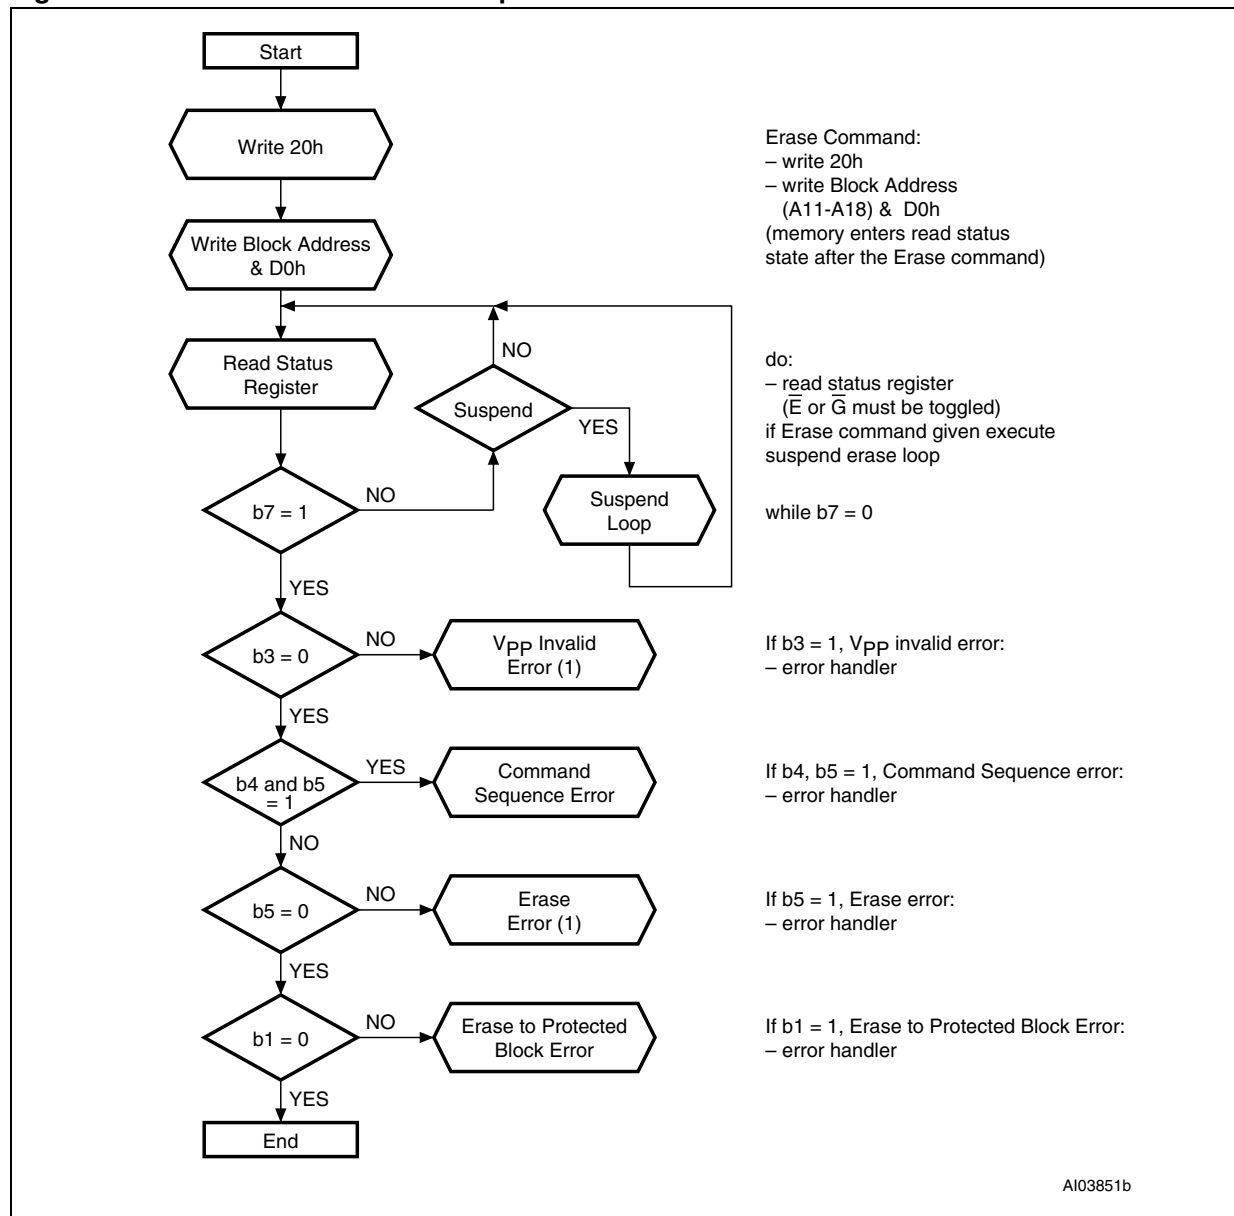 Start
Write 20h
Erase Command:
– write 20h
– write Block Address
(A11-A18) & D0h
(memory enters read status
state after the Erase command)
Write Block Address
& D0h
NO
Read Status
Register
Suspend
YES
do:
– read status register
(E̅ or G̅ must be toggled)
if Erase command given execute
suspend erase loop
b7 = 1
NO
Suspend
Loop
while b7 = 0
YES
b3 = 0
NO
VPP Invalid
Error (1)
If b3 = 1, VPP invalid error:
– error handler
YES
b4 and b5
= 1
YES
Command
Sequence Error
If b4, b5 = 1, Command Sequence error:
– error handler
NO
b5 = 0
NO
Erase
Error (1)
If b5 = 1, Erase error:
– error handler
YES
b1 = 0
NO
Erase to Protected
Block Error
If b1 = 1, Erase to Protected Block Error:
– error handler
YES
End
AI03851b